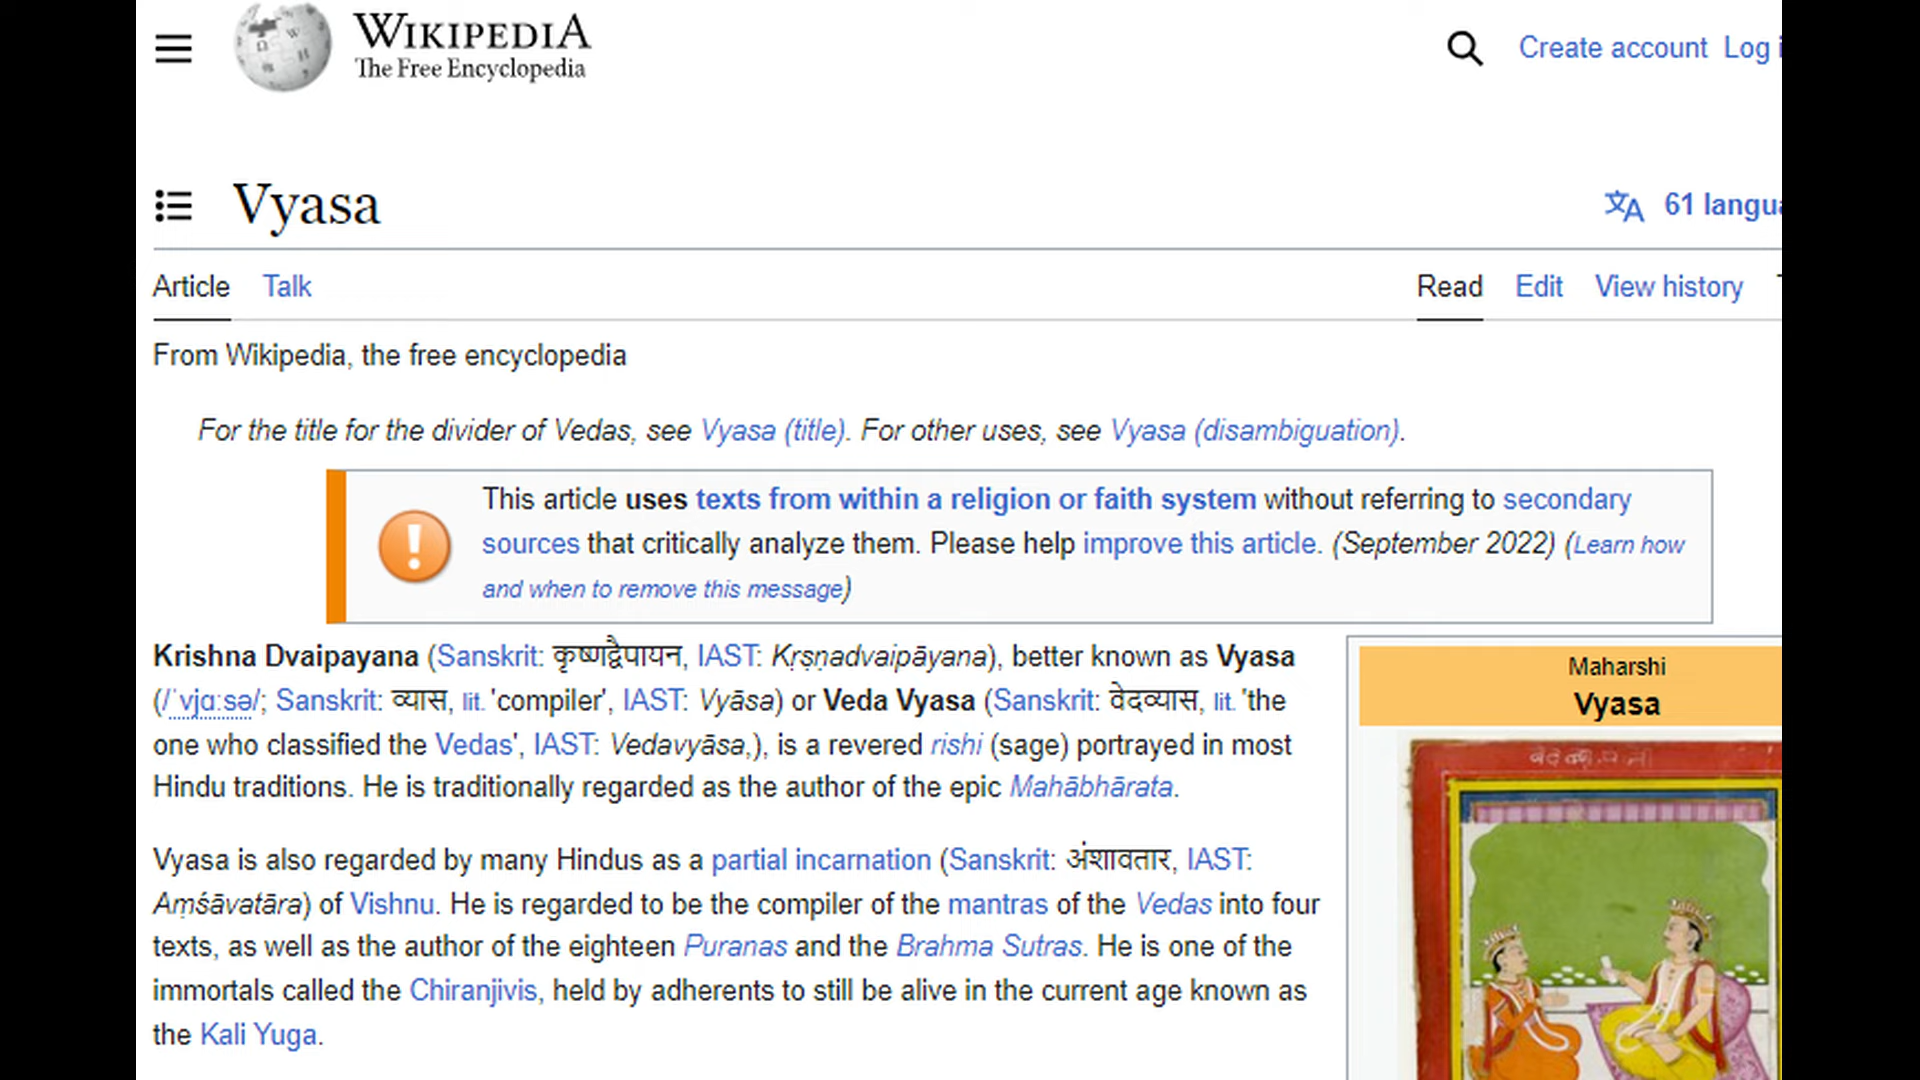 WIKIPEDIA
The Free Encyclopedia
Create account Log
Vyasa
61
Article Talk Read Edit View history
From Wikipedia, the free encyclopedia
For the title for the divider of Vedas, see Vyasa (title). For other uses, see Vyasa (disambiguation).
This article uses texts from within a religion or faith system without referring to secondary
sources that critically analyze them. Please help improve this article. (September 2022) (Learn how
and when to remove this message)
Krishna Dvaipayana (Sanskrit: कृष्णद्वैपायन, IAST: Kṛṣṇadvaipāyana), better known as Vyasa
(/ˈvjɑːsə/; Sanskrit: व्यास, lit. 'compiler', IAST: Vyāsa) or Veda Vyasa (Sanskrit: वेदव्यास, lit. 'the
one who classified the Vedas', IAST: Vedavyāsa,), is a revered rishi (sage) portrayed in most
Hindu traditions. He is traditionally regarded as the author of the epic Mahābhārata.
Maharshi
Vyasa
Vyasa is also regarded by many Hindus as a partial incarnation (Sanskrit: अंशावतार, IAST:
Aṃśāvatāra) of Vishnu. He is regarded to be the compiler of the mantras of the Vedas into four
texts, as well as the author of the eighteen Puranas and the Brahma Sutras. He is one of the
immortals called the Chiranjivis, held by adherents to still be alive in the current age known as
the Kali Yuga.